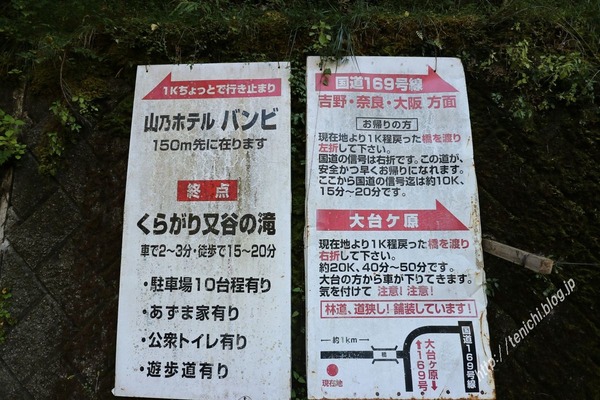 1Kちょっとで行き止まり
山乃ホテル バンビ
150m先に在ります
終点
くらがり又谷の滝
車で2〜3分・徒歩で15〜20分
・駐車場10台程有り
・あずま家有り
・公衆トイレ有り
・遊歩道有り
国道169号線
吉野・奈良・大阪 方面
お帰りの方
現在地より1K程戻った橋を渡り
左折して下さい。
国道の信号は右折です。この道が、
安全かつ早くお帰りになれます。
ここから国道の信号迄は約10K、
15分〜20分です。
大台ケ原
現在地より1K程戻った橋を渡り
右折して下さい。
約20K、40分〜50分です。
大台の方から車が下りてきます。
気を付けて 注意! 注意!
林道、道狭し! 舗装しています!
約1km
橋
現在地
↑169号
大台ケ原↓
国道169号線
http://tenichi.blog.jp